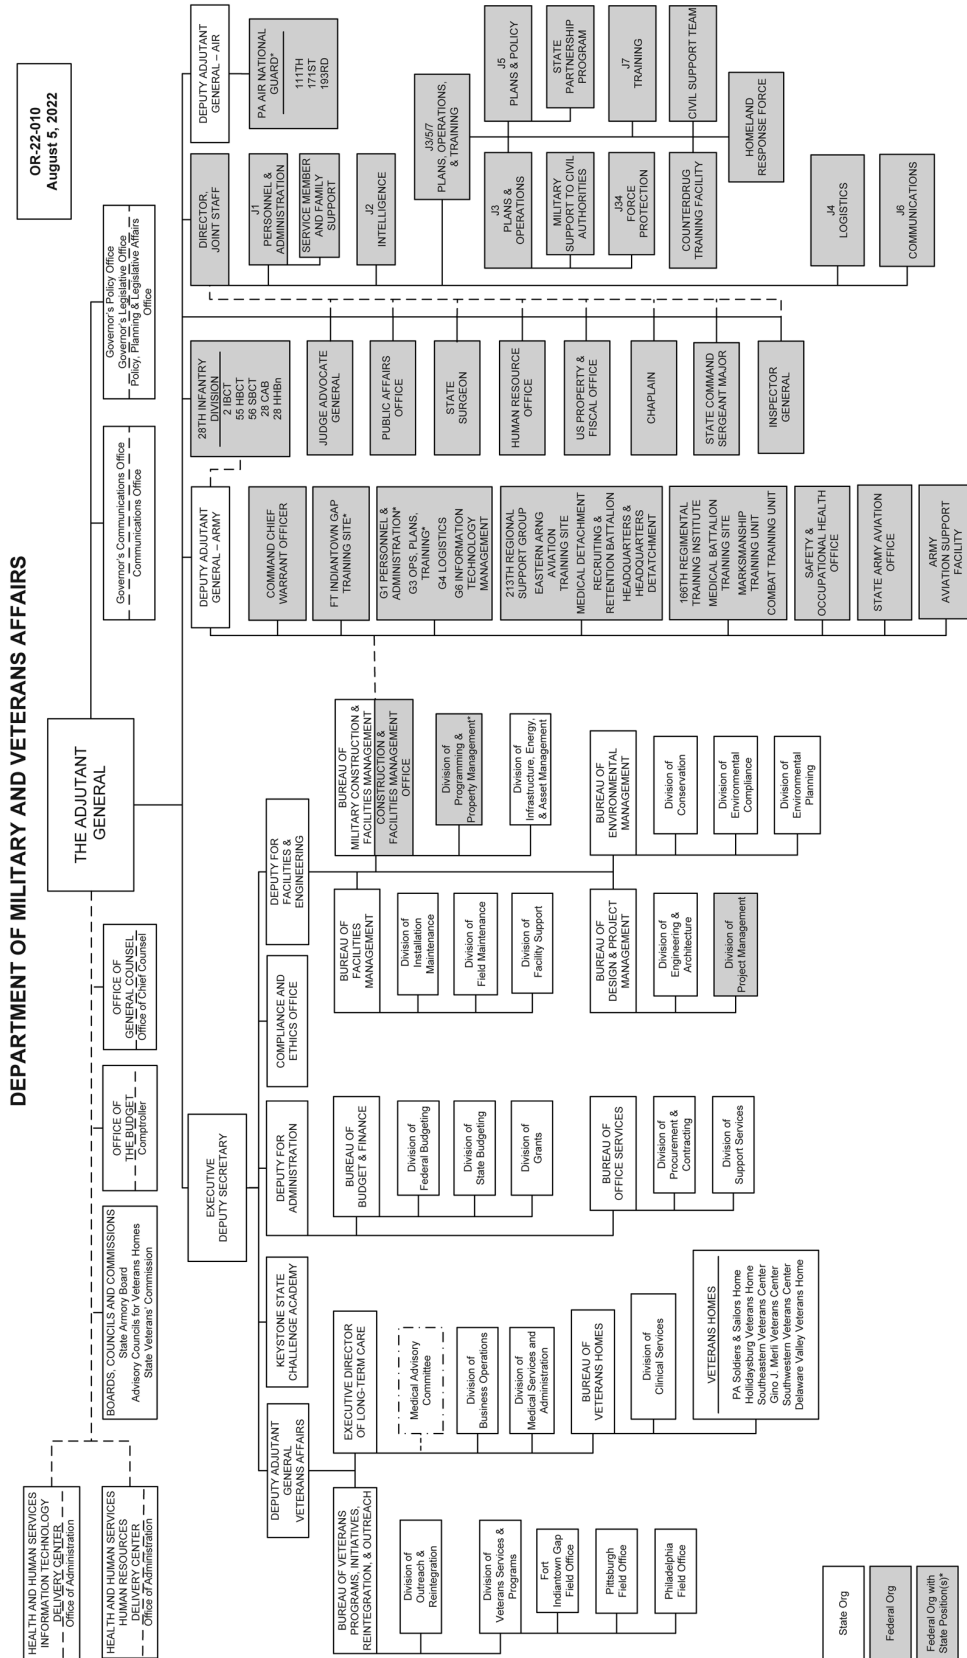 DEPARTMENT OF MILITARY AND VETERANS AFFAIRS
OR-22-010
August 5, 2022
THE ADJUTANT
GENERAL
HEALTH AND HUMAN SERVICES
INFORMATION TECHNOLOGY
DELIVERY CENTER
Office of Administration
HEALTH AND HUMAN SERVICES
HUMAN RESOURCES
DELIVERY CENTER
Office of Administration
BOARDS, COUNCILS AND COMMISSIONS
State Armory Board
Advisory Councils for Veterans Homes
State Veterans' Commission
OFFICE OF
THE BUDGET
Comptroller
OFFICE OF
GENERAL COUNSEL
Office of Chief Counsel
Governor's Communications Office
Communications Office
Governor's Policy Office
Governor's Legislative Office
Policy, Planning & Legislative Affairs
Office
EXECUTIVE
DEPUTY SECRETARY
DEPUTY ADJUTANT
GENERAL
VETERANS AFFAIRS
KEYSTONE STATE
CHALLENGE ACADEMY
DEPUTY FOR
ADMINISTRATION
COMPLIANCE AND
ETHICS OFFICE
DEPUTY FOR
FACILITIES &
ENGINEERING
BUREAU OF VETERANS
PROGRAMS, INITIATIVES,
REINTEGRATION, & OUTREACH
Division of
Outreach &
Reintegration
Division of
Veterans Services &
Programs
Fort
Indiantown Gap
Field Office
Pittsburgh
Field Office
Philadelphia
Field Office
EXECUTIVE DIRECTOR
OF LONG-TERM CARE
Medical Advisory
Committee
Division of
Business Operations
Division of
Medical Services and
Administration
BUREAU OF
VETERANS HOMES
Division of
Clinical Services
VETERANS HOMES
PA Soldiers & Sailors Home
Hollidaysburg Veterans Home
Southeastern Veterans Center
Gino J. Merli Veterans Center
Southwestern Veterans Center
Delaware Valley Veterans Home
BUREAU OF
BUDGET & FINANCE
Division of
Federal Budgeting
Division of
State Budgeting
Division of
Grants
BUREAU OF
OFFICE SERVICES
Division of
Procurement &
Contracting
Division of
Support Services
BUREAU OF
FACILITIES
MANAGEMENT
Division of
Installation
Maintenance
Division of
Field Maintenance
Division of
Facility Support
BUREAU OF
DESIGN & PROJECT
MANAGEMENT
Division of
Engineering &
Architecture
Division of
Project Management
BUREAU OF
MILITARY CONSTRUCTION &
FACILITIES MANAGEMENT
CONSTRUCTION &
FACILITIES MANAGEMENT
OFFICE
Division of
Programming &
Property Management*
Division of
Infrastructure, Energy,
& Asset Management
BUREAU OF
ENVIRONMENTAL
MANAGEMENT
Division of
Conservation
Division of
Environmental
Compliance
Division of
Environmental
Planning
DEPUTY ADJUTANT
GENERAL – ARMY
COMMAND CHIEF
WARRANT OFFICER
FT INDIANTOWN GAP
TRAINING SITE*
G1 PERSONNEL &
ADMINISTRATION*
G3 OPS, PLANS,
TRAINING*
G4 LOGISTICS
G6 INFORMATION
TECHNOLOGY
MANAGEMENT
213TH REGIONAL
SUPPORT GROUP
EASTERN ARNG
AVIATION
TRAINING SITE
MEDICAL DETACHMENT
RECRUITING &
RETENTION BATTALION
HEADQUARTERS &
HEADQUARTERS
DIETATCHMENT
166TH REGIMENTAL
TRAINING INSTITUTE
MEDICAL BATTALION
TRAINING SITE
MARKSMANSHIP
TRAINING UNIT
COMBAT TRAINING UNIT
SAFETY &
OCCUPATIONAL HEALTH
OFFICE
STATE ARMY AVIATION
OFFICE
ARMY
AVIATION SUPPORT
FACILITY
28TH INFANTRY
DIVISION
2 IBCT
55 HBCT
56 SBCT
28 CAB
28 HHBn
JUDGE ADVOCATE
GENERAL
PUBLIC AFFAIRS
OFFICE
STATE
SURGEON
HUMAN RESOURCE
OFFICE
US PROPERTY &
FISCAL OFFICE
CHAPLAIN
STATE COMMAND
SERGEANT MAJOR
INSPECTOR
GENERAL
DIRECTOR,
JOINT STAFF
J1
PERSONNEL &
ADMINISTRATION
SERVICE MEMBER
AND FAMILY
SUPPORT
J2
INTELLIGENCE
J3/5/7
PLANS, OPERATIONS,
& TRAINING
J3
PLANS &
OPERATIONS
MILITARY
SUPPORT TO CIVIL
AUTHORITIES
J34
FORCE
PROTECTION
COUNTERDRUG
TRAINING FACILITY
J5
PLANS & POLICY
STATE
PARTNERSHIP
PROGRAM
J7
TRAINING
CIVIL SUPPORT TEAM
HOMELAND
RESPONSE FORCE
J4
LOGISTICS
J6
COMMUNICATIONS
DEPUTY ADJUTANT
GENERAL – AIR
PA AIR NATIONAL
GUARD*
111TH
171ST
193RD
State Org
Federal Org
Federal Org with
State Position(s)*